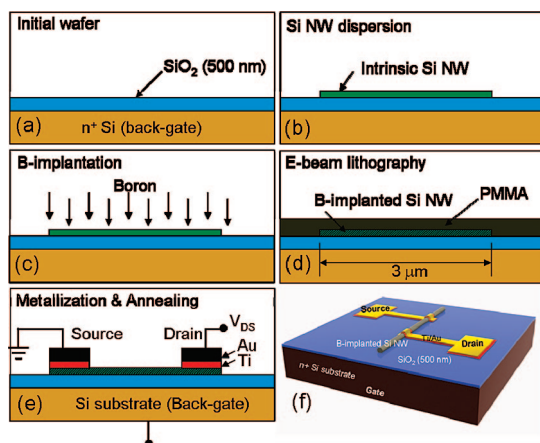 Initial wafer
SiO₂ (500 nm)
n⁺ Si (back-gate)
(a)
Si NW dispersion
Intrinsic Si NW
(b)
B-implantation
Boron
(c)
E-beam lithography
B-implanted Si NW
PMMA
3 μm
(d)
Metallization & Annealing
Source
Drain
V_DS
Au
Ti
Si substrate (Back-gate)
(e)
Source
Ti/Au
Drain
B-implanted Si NW
SiO₂ (500 nm)
n⁺ Si substrate
Gate
(f)